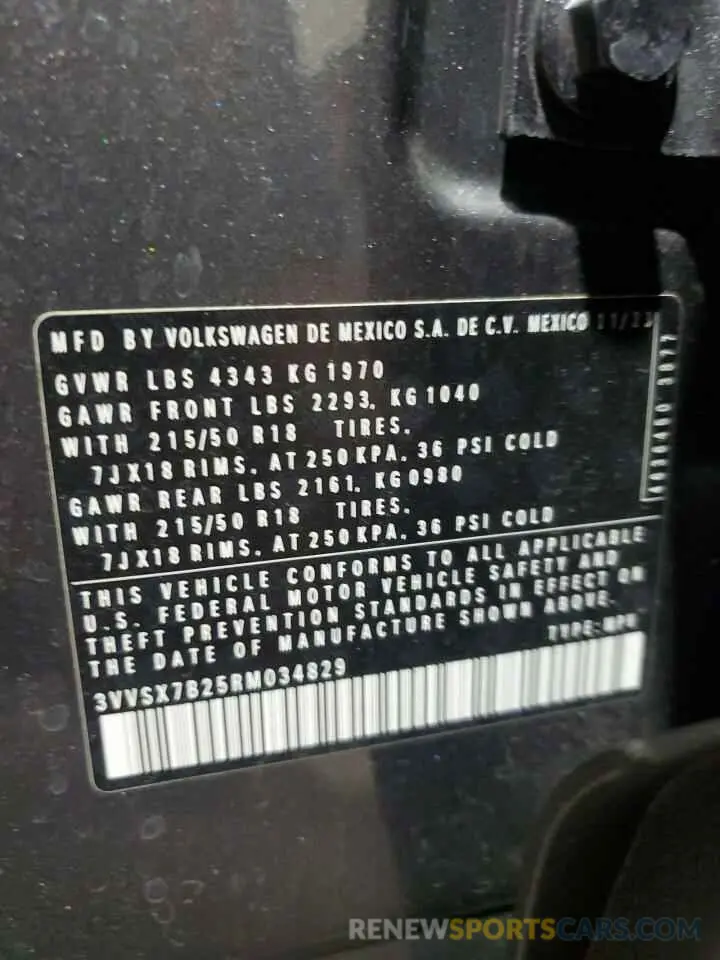 MFD BY VOLKSWAGEN DE MEXICO S.A. DE C.V. MEXICO 11/23
GVWR LBS 4343 KG 1970
GAWR FRONT LBS 2293, KG 1040
WITH 215/50 R18 TIRES.
7JX18 RIMS. AT 250 KPA. 36 PSI COLD
GAWR REAR LBS 2161, KG 0980
WITH 215/50 R18 TIRES.
7JX18 RIMS. AT 250 KPA. 36 PSI COLD
THIS VEHICLE CONFORMS TO ALL APPLICABLE
U.S. FEDERAL MOTOR VEHICLE SAFETY AND
THEFT PREVENTION STANDARDS IN EFFECT ON
THE DATE OF MANUFACTURE SHOWN ABOVE.
TYPE: MPV
3VVSX7B25RM034829
RENEWSPORTSCARS.COM